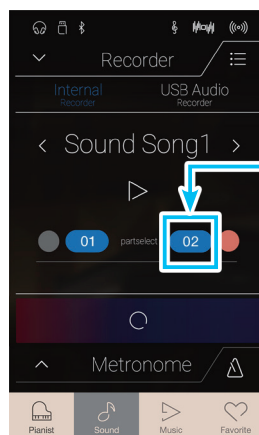 Recorder
Internal
Recorder
USB Audio
Recorder
Sound Song1
01 partselect 02
Metronome
Pianist Sound Music Favorite